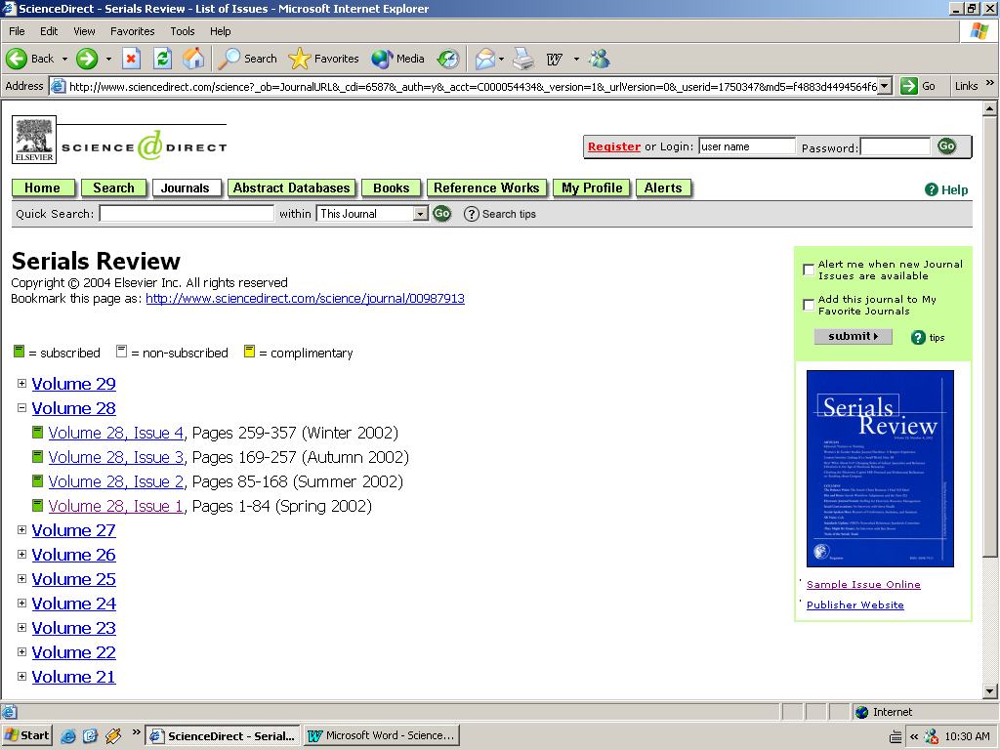 ScienceDirect - Serials Review - List of Issues - Microsoft Internet Explorer
File Edit View Favorites Tools Help
Back Search Favorites Media
Address http://www.sciencedirect.com/science?_ob=JournalURL&_cdi=6587&_auth=y&_acct=C000054434&_version=1&_urlVersion=0&_userid=1750347&md5=f4883d4494564f6 Go Links »
ELSEVIER SCIENCE @ DIRECT
Register or Login: user name Password: Go
Home Search Journals Abstract Databases Books Reference Works My Profile Alerts ? Help
Quick Search: within This Journal Go ? Search tips
Serials Review
Copyright © 2004 Elsevier Inc. All rights reserved
Bookmark this page as: http://www.sciencedirect.com/science/journal/00987913
Alert me when new Journal
Issues are available
Add this journal to My
Favorite Journals
submit ? tips
= subscribed = non-subscribed = complimentary
Volume 29
Volume 28
Volume 28, Issue 4, Pages 259-357 (Winter 2002)
Volume 28, Issue 3, Pages 169-257 (Autumn 2002)
Volume 28, Issue 2, Pages 85-168 (Summer 2002)
Volume 28, Issue 1, Pages 1-84 (Spring 2002)
Volume 27
Volume 26
Volume 25
Volume 24
Volume 23
Volume 22
Volume 21
Serials
Review
ARTICLES
COLUMNS
Sample Issue Online
Publisher Website
Internet
Start » ScienceDirect - Serial... Microsoft Word - Science... « 10:30 AM